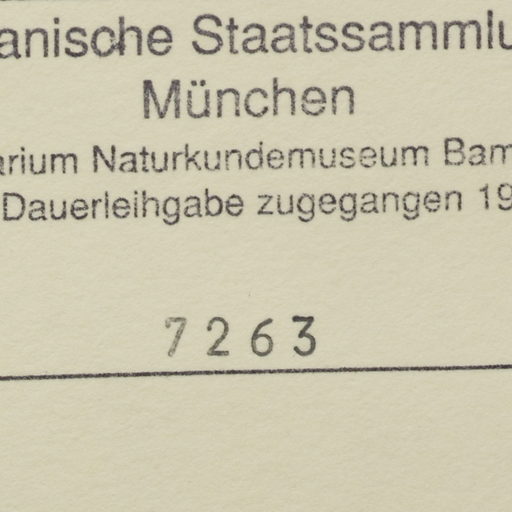 anische Staatssammlu
München
arium Naturkundemuseum Bam
Dauerleihgabe zugegangen 19
7263